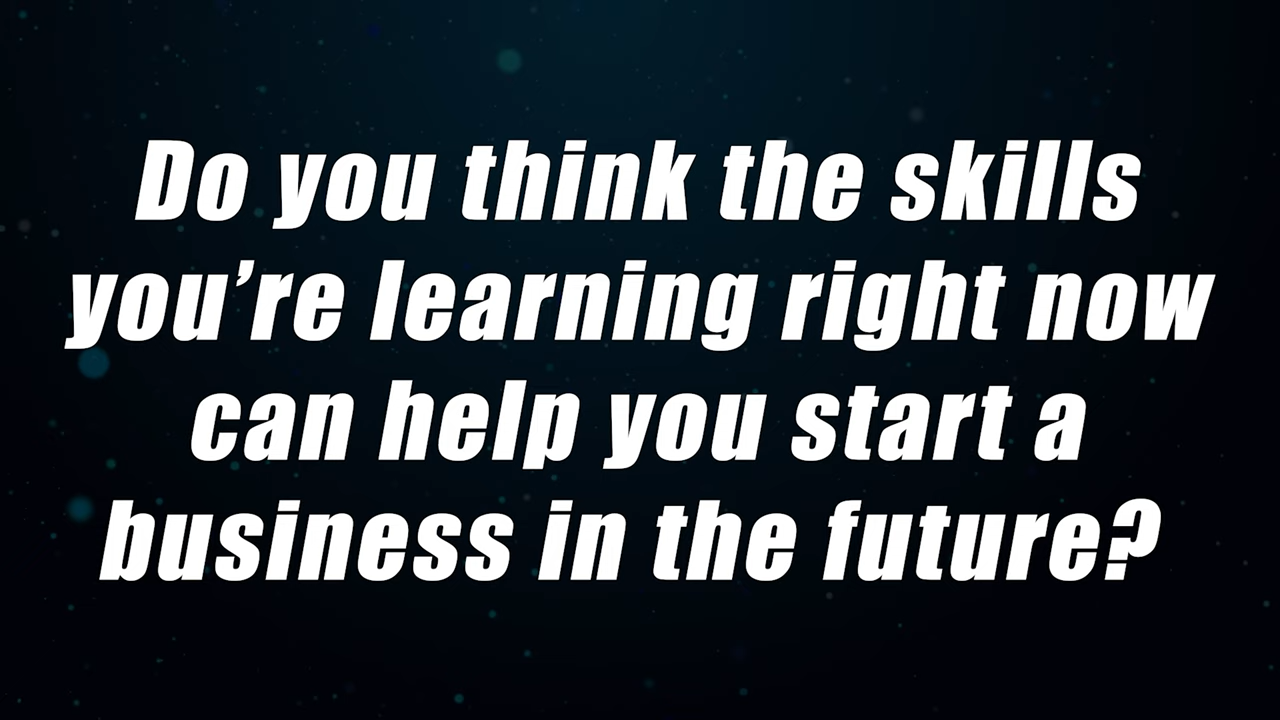 Do you think the skills
you’re learning right now
can help you start a
business in the future?